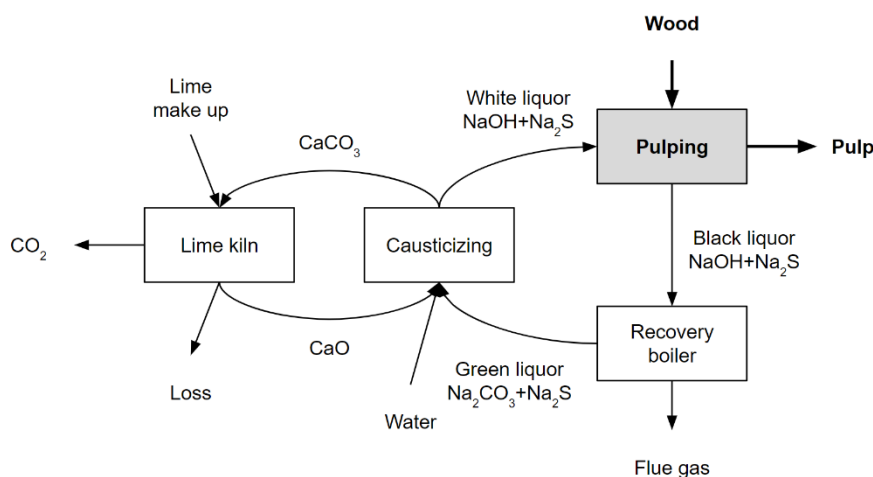 Wood
Lime
make up
White liquor
NaOH+Na₂S
CaCO₃
Pulping
Pulp
CO₂
Lime kiln
Causticizing
Black liquor
NaOH+Na₂S
CaO
Recovery
boiler
Loss
Green liquor
Na₂CO₃+Na₂S
Water
Flue gas